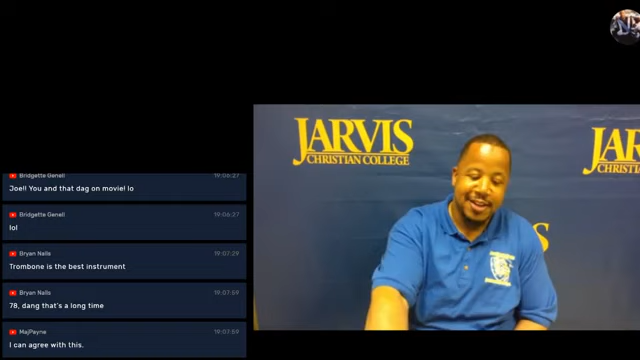 Bridgette Genell 19:06:27
Joel! You and that dag on movie! lo
Bridgette Genell 19:06:27
lol
Bryan Nalls 19:07:29
Trombone is the best instrument
Bryan Nalls 19:07:59
78, dang that's a long time
MajPayne 19:07:59
I can agree with this.
JARVIS
CHRISTIAN COLLEGE
JARVIS